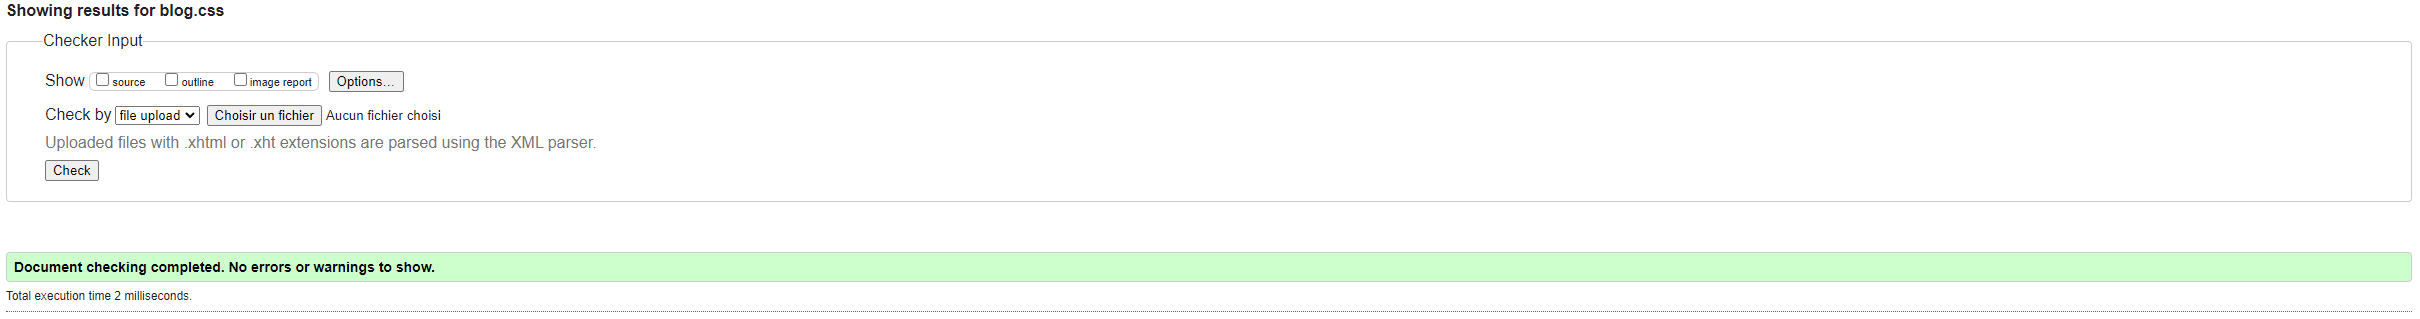 Showing results for blog.css
Checker Input
Show source outline image report Options...
Check by file upload Choisir un fichier Aucun fichier choisi
Uploaded files with .xhtml or .xht extensions are parsed using the XML parser.
Check
Document checking completed. No errors or warnings to show.
Total execution time 2 milliseconds.